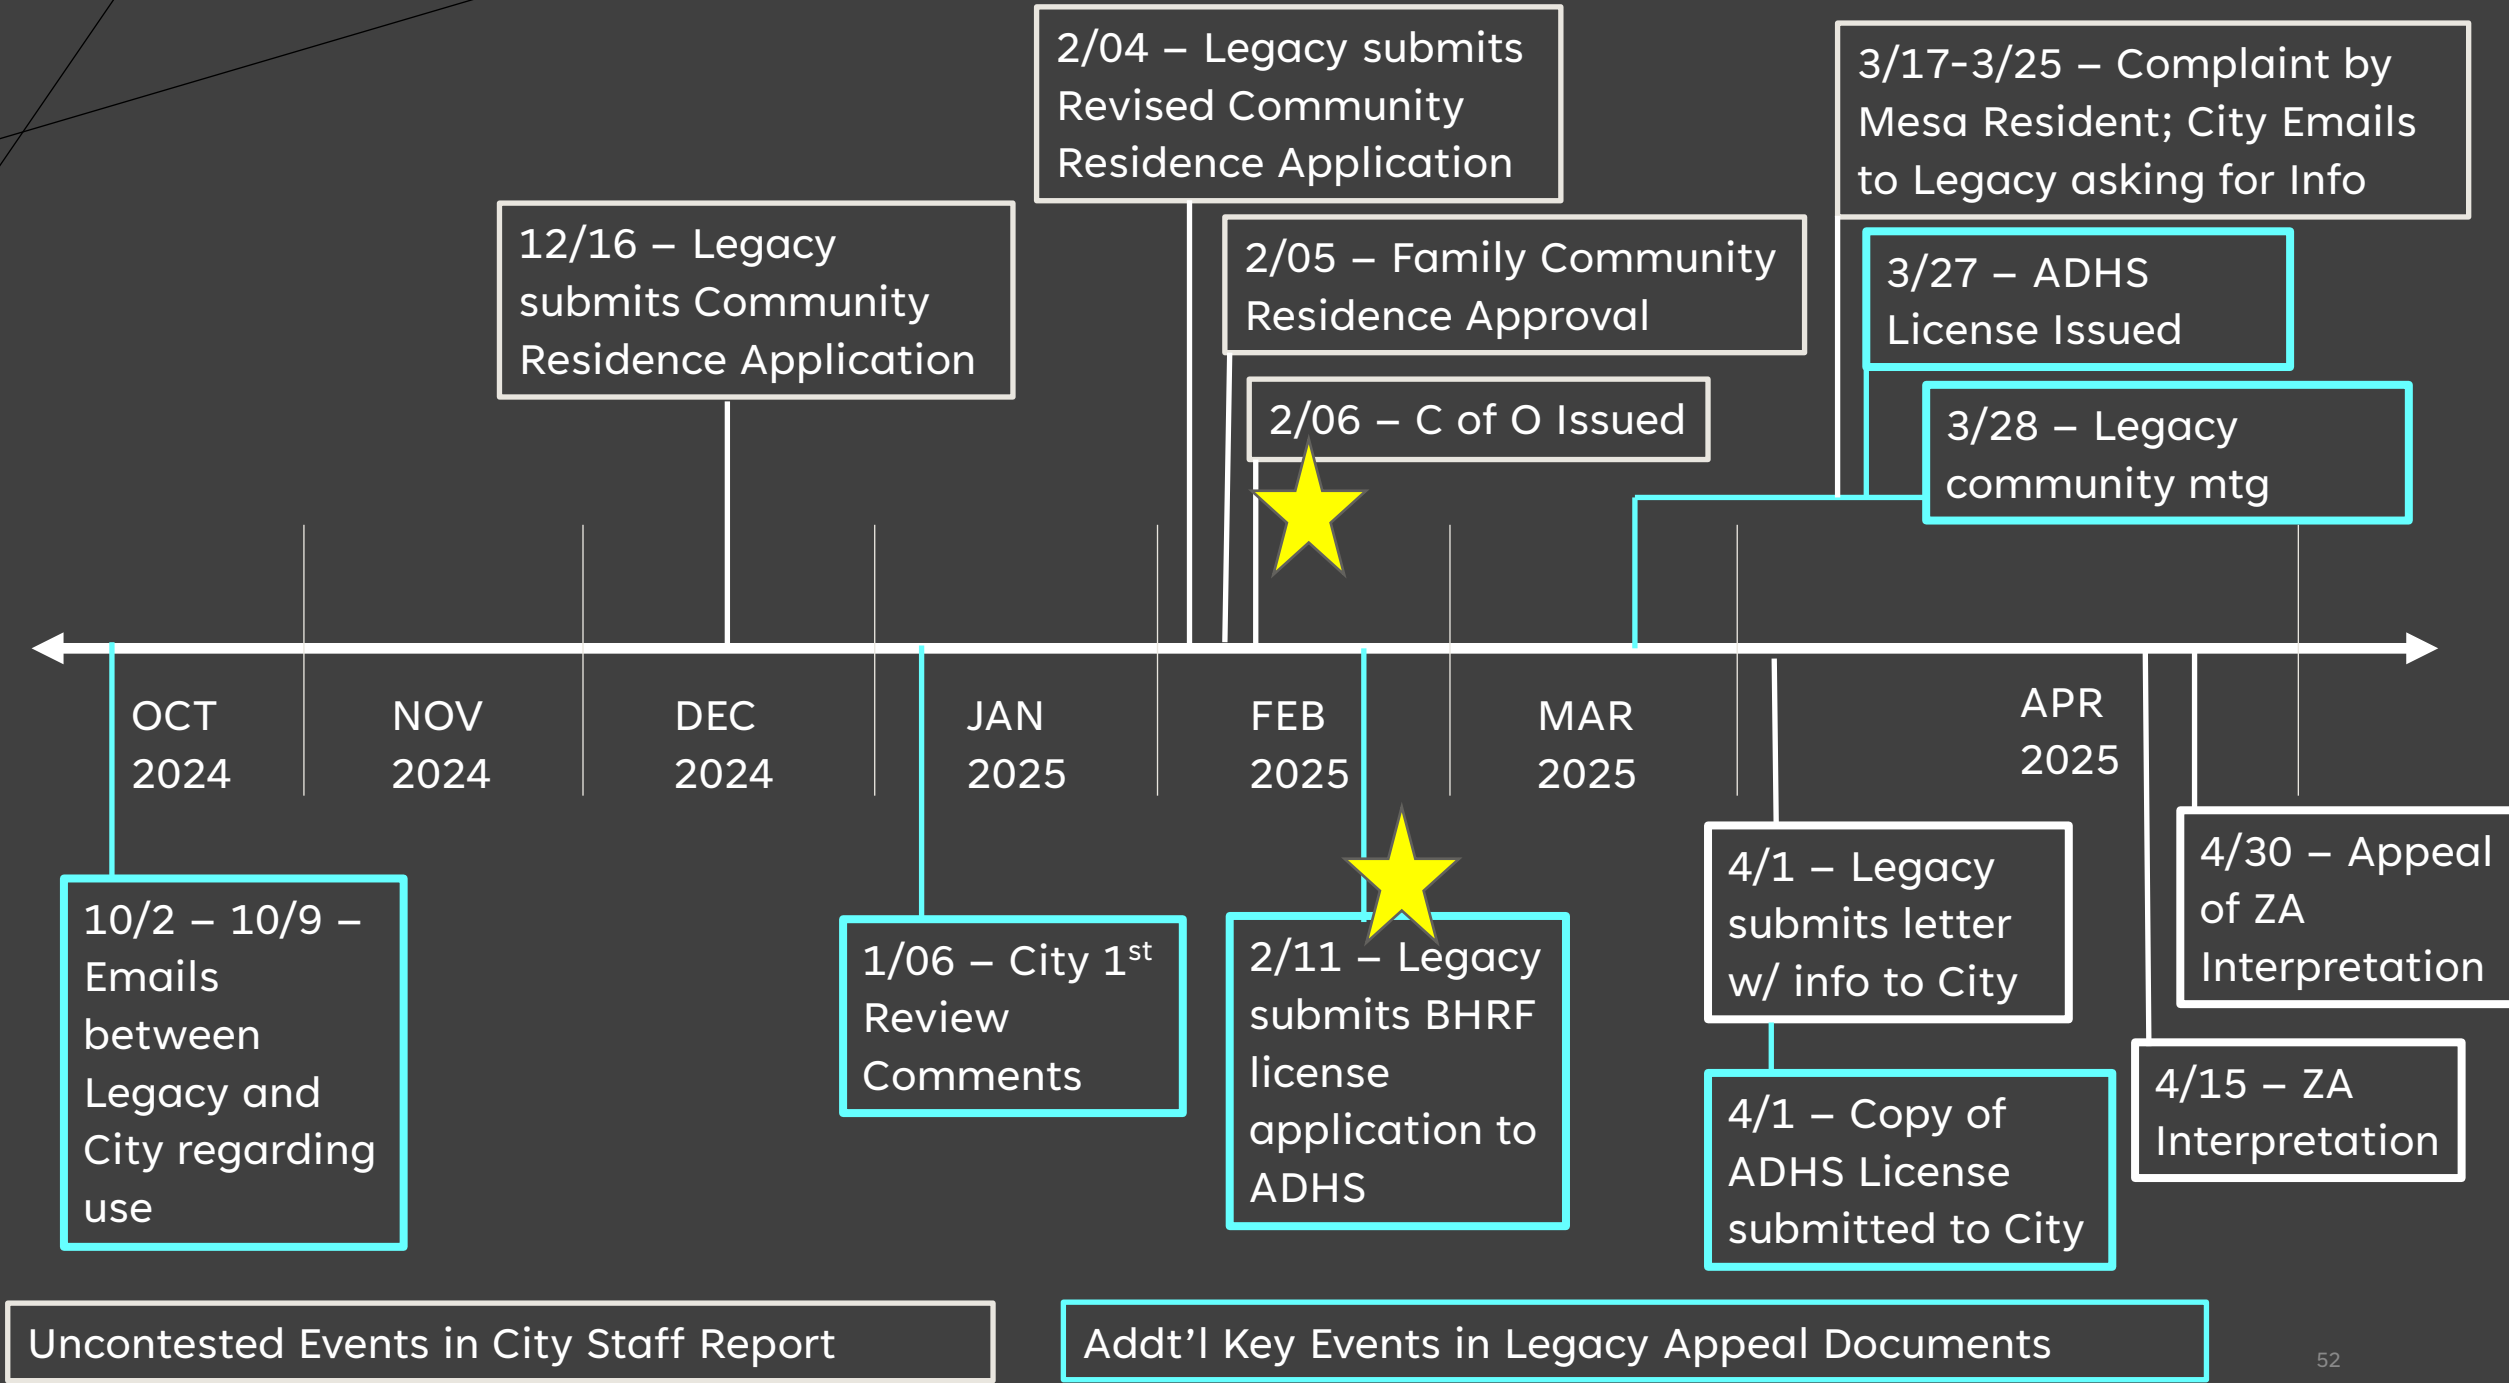 2/04 – Legacy submits
Revised Community
Residence Application
3/17-3/25 – Complaint by
Mesa Resident; City Emails
to Legacy asking for Info
12/16 – Legacy
submits Community
Residence Application
2/05 – Family Community
Residence Approval
3/27 – ADHS
License Issued
2/06 – C of O Issued
3/28 – Legacy
community mtg
OCT
2024
NOV
2024
DEC
2024
JAN
2025
FEB
2025
MAR
2025
APR
2025
10/2 – 10/9 –
Emails
between
Legacy and
City regarding
use
1/06 – City 1st
Review
Comments
2/11 – Legacy
submits BHRF
license
application to
ADHS
4/1 – Legacy
submits letter
w/ info to City
4/30 – Appeal
of ZA
Interpretation
4/1 – Copy of
ADHS License
submitted to City
4/15 – ZA
Interpretation
Uncontested Events in City Staff Report
Addt’l Key Events in Legacy Appeal Documents
52